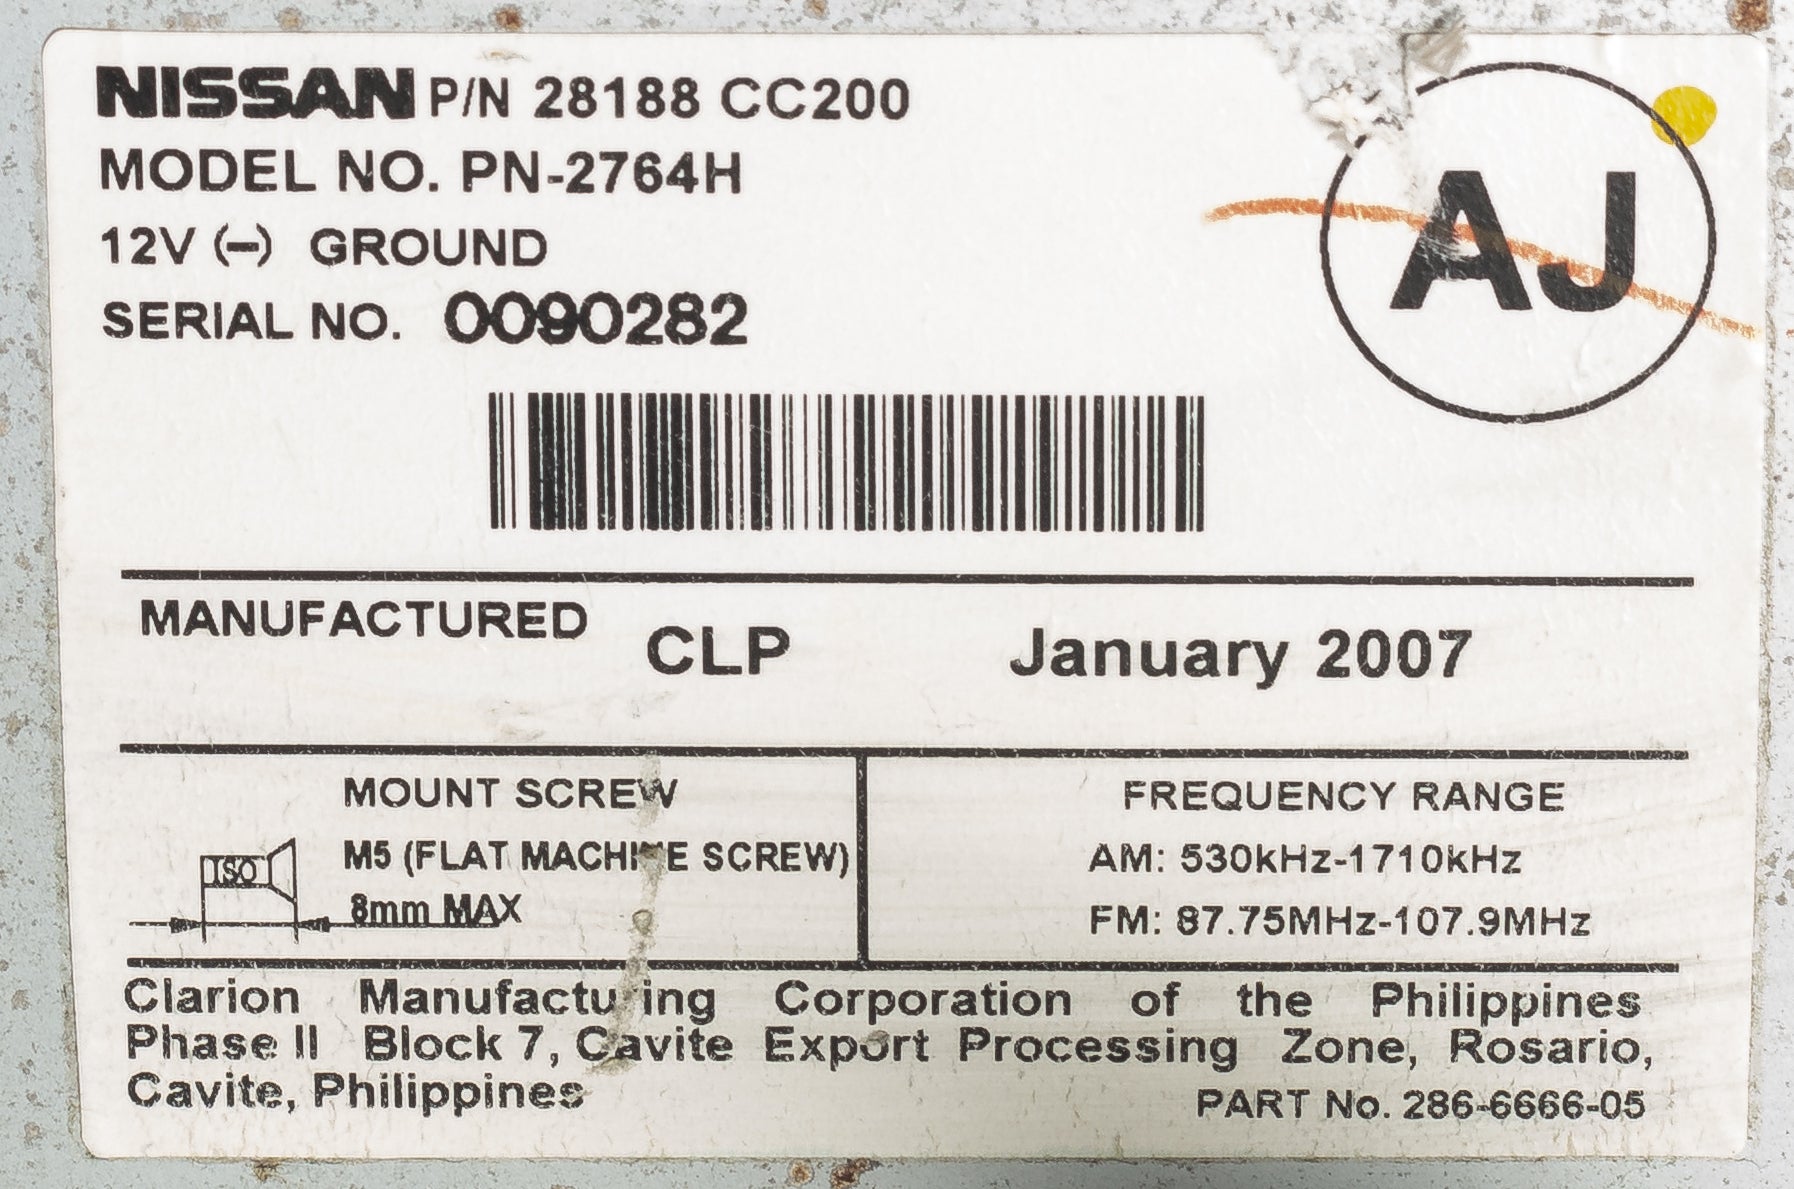 NISSAN P/N 28188 CC200
MODEL NO. PN-2764H
12V (-) GROUND
SERIAL NO. 0090282
AJ
MANUFACTURED CLP January 2007
MOUNT SCREW
ISO
M5 (FLAT MACHINE SCREW)
8mm MAX
FREQUENCY RANGE
AM: 530kHz-1710kHz
FM: 87.75MHz-107.9MHz
Clarion Manufacturing Corporation of the Philippines
Phase II Block 7, Cavite Export Processing Zone, Rosario,
Cavite, Philippines
PART No. 286-6666-05